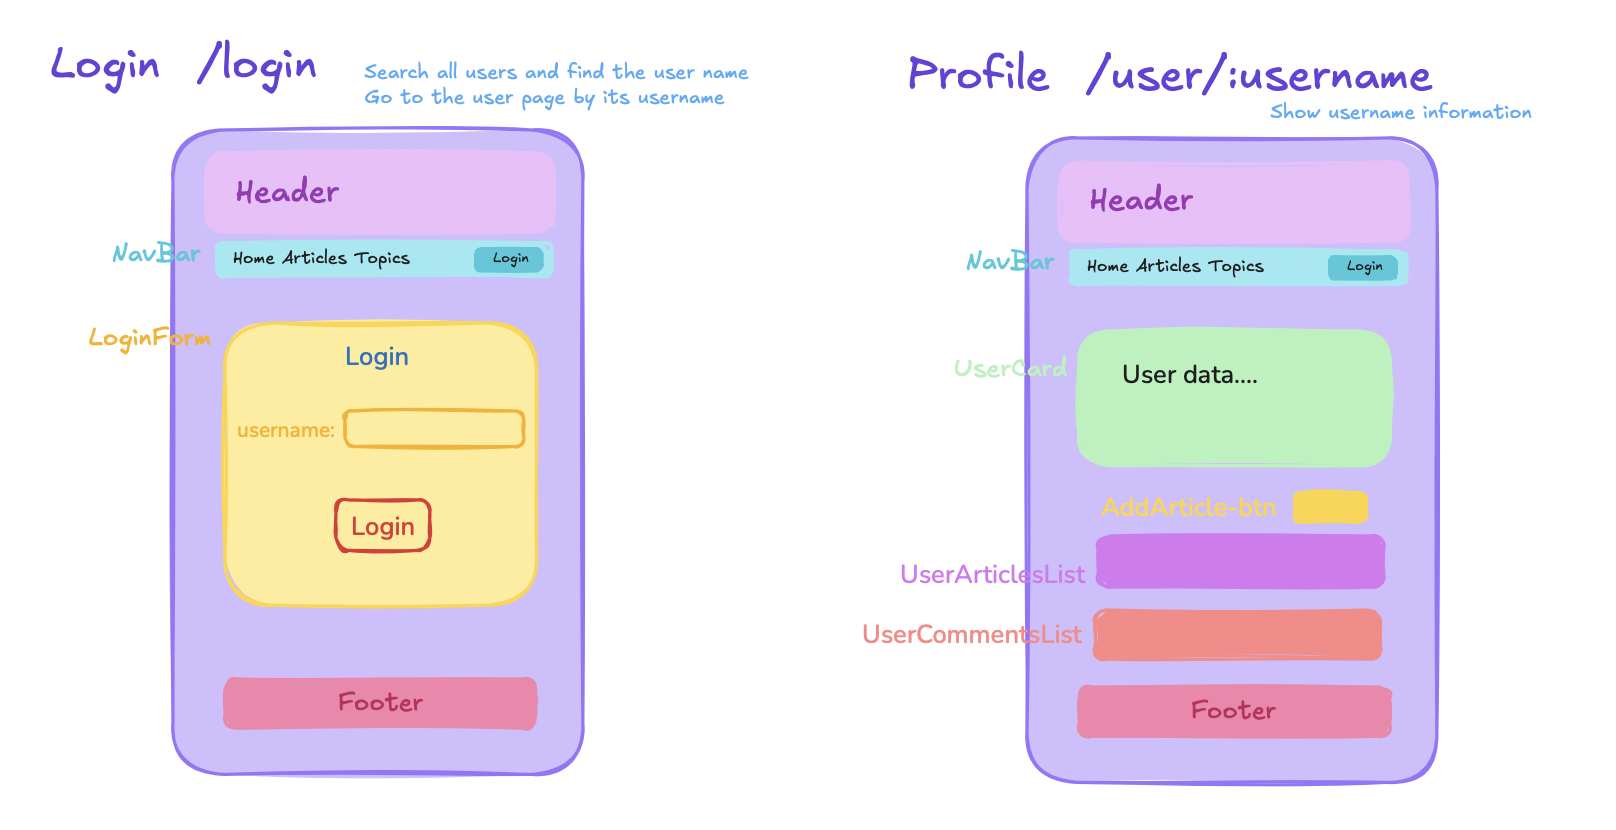 Login /login
Search all users and find the user name
Go to the user page by its username
Header
NavBar
Home Articles Topics
Login
LoginForm
Login
username:
Login
Footer
Profile /user/:username
Show username information
Header
NavBar
Home Articles Topics
Login
UserCard
User data....
AddArticle-btn
UserArticlesList
UserCommentsList
Footer